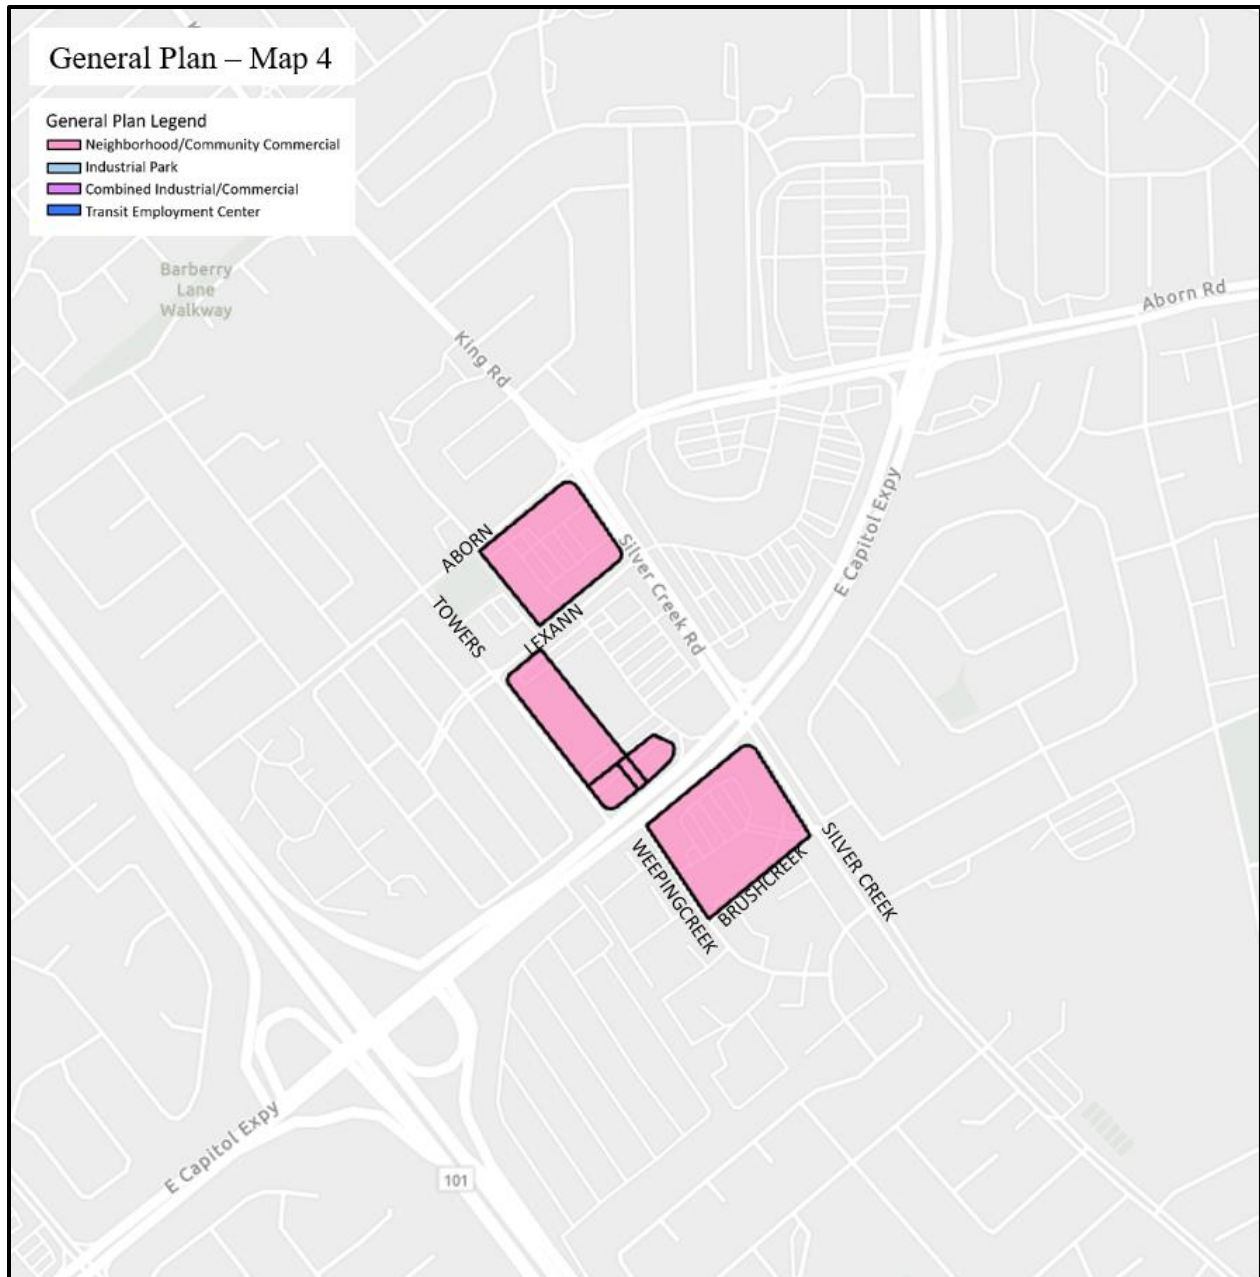 General Plan – Map 4
General Plan Legend
Neighborhood/Community Commercial
Industrial Park
Combined Industrial/Commercial
Transit Employment Center
Barberry
Lane
Walkway
Aborn Rd
King Rd
E Capitol Expy
ABORN
Silver Creek Rd
TOWERS
LEXANN
SILVER CREEK
WEEPINGCREEK
BRUSHCREEK
E Capitol Expy
101